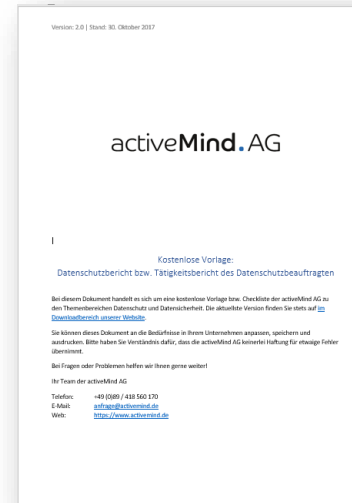 Version: 2.0 | Stand: 30. Oktober 2017
activeMind.AG
Kostenlose Vorlage:
Datenschutzbericht bzw. Tätigkeitsbericht des Datenschutzbeauftragten
Bei diesem Dokument handelt es sich um eine kostenlose Vorlage bzw. Checkliste der activeMind AG zu
den Themenbereichen Datenschutz und Datensicherheit. Die aktuellste Version finden Sie stets auf im
Downloadbereich unserer Website.
Sie können dieses Dokument an die Bedürfnisse in Ihrem Unternehmen anpassen, speichern und
ausdrucken. Bitte haben Sie Verständnis dafür, dass die activeMind AG keinerlei Haftung für etwaige Fehler
übernimmt.
Bei Fragen oder Problemen helfen wir Ihnen gerne weiter!
Ihr Team der activeMind AG
Telefon: +49 (0)89 / 418 560 170
E-Mail: anfrage@activemind.de
Web: https://www.activemind.de